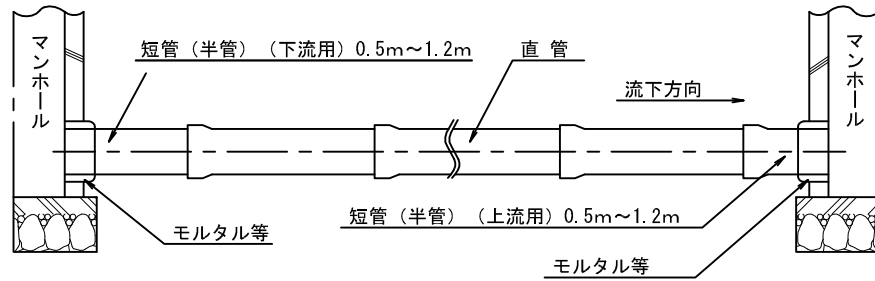 マンホール
短管（半管）（下流用）0.5m～1.2m
直 管
流下方向
マンホール
短管（半管）（上流用）0.5m～1.2m
モルタル等
モルタル等